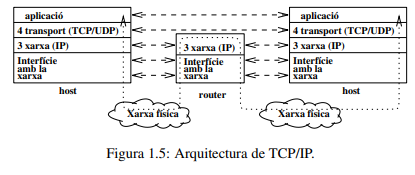 aplicació
4 transport (TCP/UDP)
3 xarxa (IP)
Interfície
amb la
xarxa
host
3 xarxa (IP)
Interfície
amb la
xarxa
router
aplicació
4 transport (TCP/UDP)
3 xarxa (IP)
Interfície
amb la
xarxa
host
Xarxa física
Xarxa física
Figura 1.5: Arquitectura de TCP/IP.